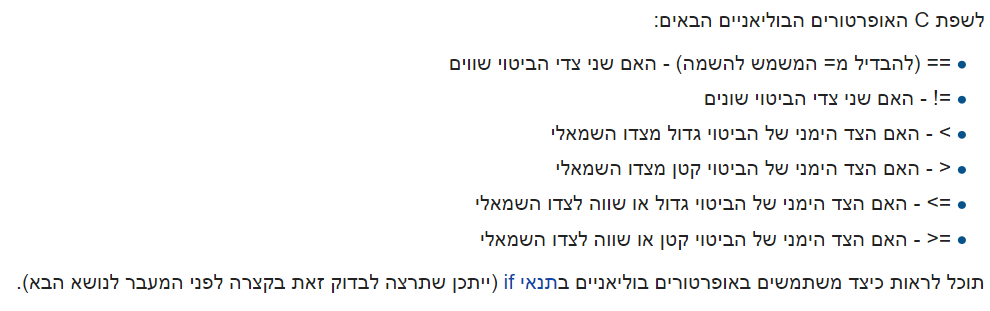 לשפת C האופרטורים הבוליאניים הבאים:
• == (להבדיל מ= המשמש להשמה) - האם שני צדי הביטוי שווים
• != - האם שני צדי הביטוי שונים
• < - האם הצד הימני של הביטוי גדול מצדו השמאלי
• > - האם הצד הימני של הביטוי קטן מצדו השמאלי
• <= - האם הצד הימני של הביטוי גדול או שווה לצדו השמאלי
• >= - האם הצד הימני של הביטוי קטן או שווה לצדו השמאלי
תוכל לראות כיצד משתמשים באופרטורים בוליאניים בתנאי if (ייתכן שתרצה לבדוק זאת בקצרה לפני המעבר לנושא הבא).